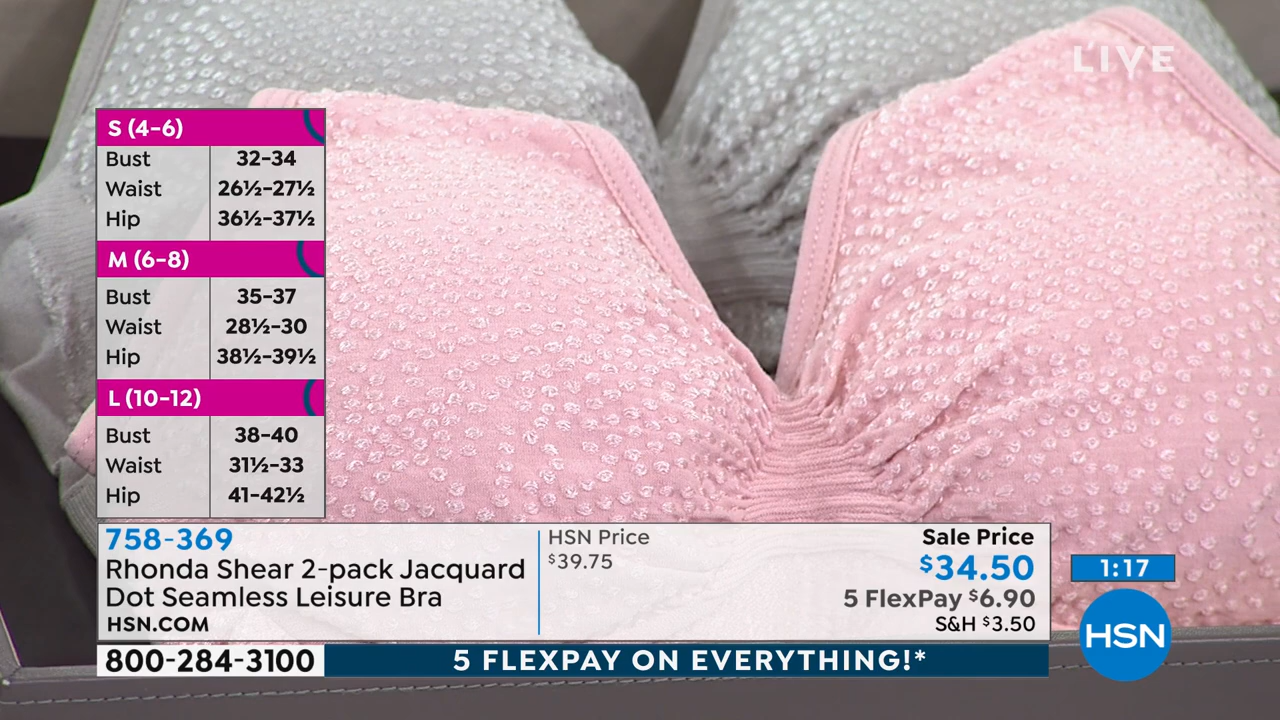 LIVE
S (4-6)
Bust 32-34
Waist 26½-27½
Hip 36½-37½
M (6-8)
Bust 35-37
Waist 28½-30
Hip 38½-39½
L (10-12)
Bust 38-40
Waist 31½-33
Hip 41-42½
758-369
Rhonda Shear 2-pack Jacquard
Dot Seamless Leisure Bra
HSN.COM
HSN Price
$39.75
Sale Price
$34.50
5 FlexPay $6.90
S&H $3.50
1:17
HSN
800-284-3100
5 FLEXPAY ON EVERYTHING!*